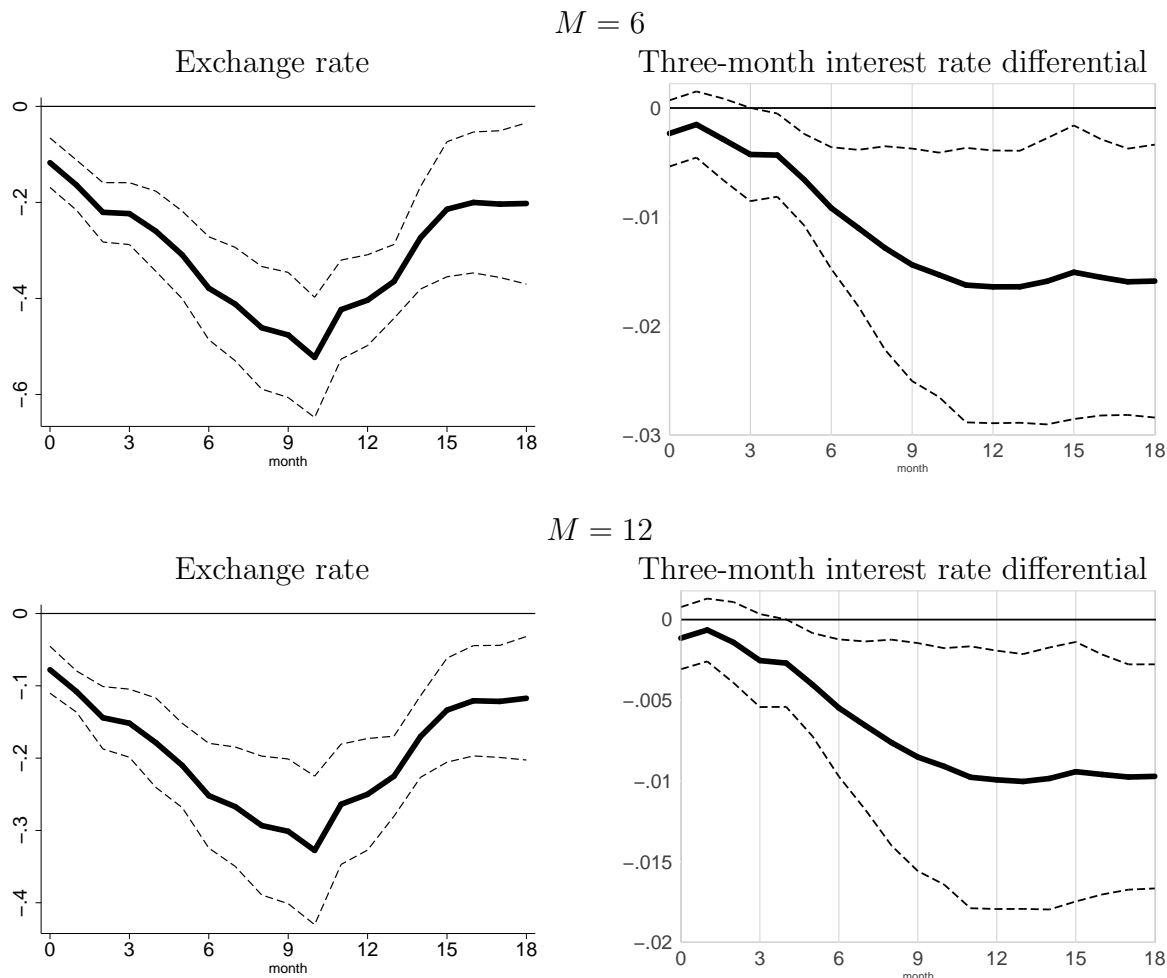 M = 6
Exchange rate
Three-month interest rate differential
0
−.2
−.4
−.6
0 3 6 9 12 15 18
month
0
−.01
−.02
−.03
0 3 6 9 12 15 18
month
M = 12
Exchange rate
Three-month interest rate differential
0
−.1
−.2
−.3
−.4
0 3 6 9 12 15 18
month
0
−.005
−.01
−.015
−.02
0 3 6 9 12 15 18
month